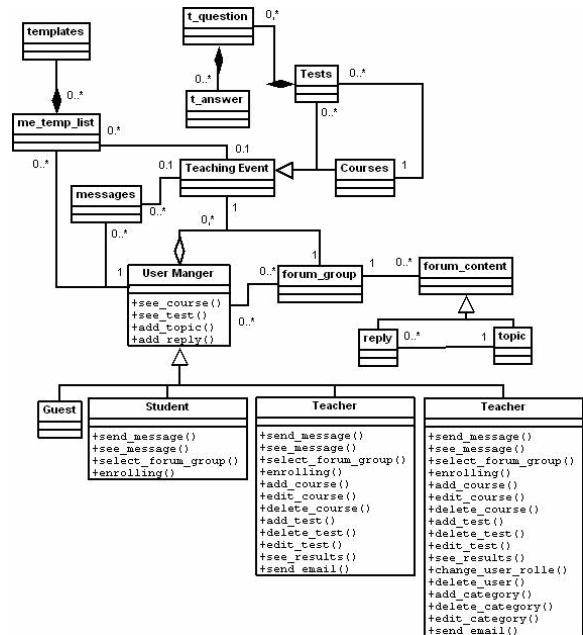 t_question
0,*
templates
Tests
0..*
0..*
0..*
t_answer
0..*
me_temp_list
0.*
0..*
0..*
0.1
0.1
Teaching Event
Courses
1
messages
0..*
0..*
1
0,*
1
User Manger
+see_course()
+see_test()
+add_topic()
+add_reply()
1
0..*
0..*
forum_group
1
0..*
forum_content
reply
0..*
1
topic
Guest
Student
+send_message()
+see_message()
+select_forum_group()
+enrolling()
Teacher
+send_message()
+see_message()
+select_forum_group()
+enrolling()
+add_course()
+edit_course()
+delete_course()
+add_test()
+delete_test()
+edit_test()
+see_results()
+send_email()
Teacher
+send_message()
+see_message()
+select_forum_group()
+enrolling()
+add_course()
+edit_course()
+delete_course()
+add_test()
+delete_test()
+edit_test()
+see_results()
+change_user_rolle()
+delete_user()
+add_category()
+delete_category()
+edit_category()
+send_email()